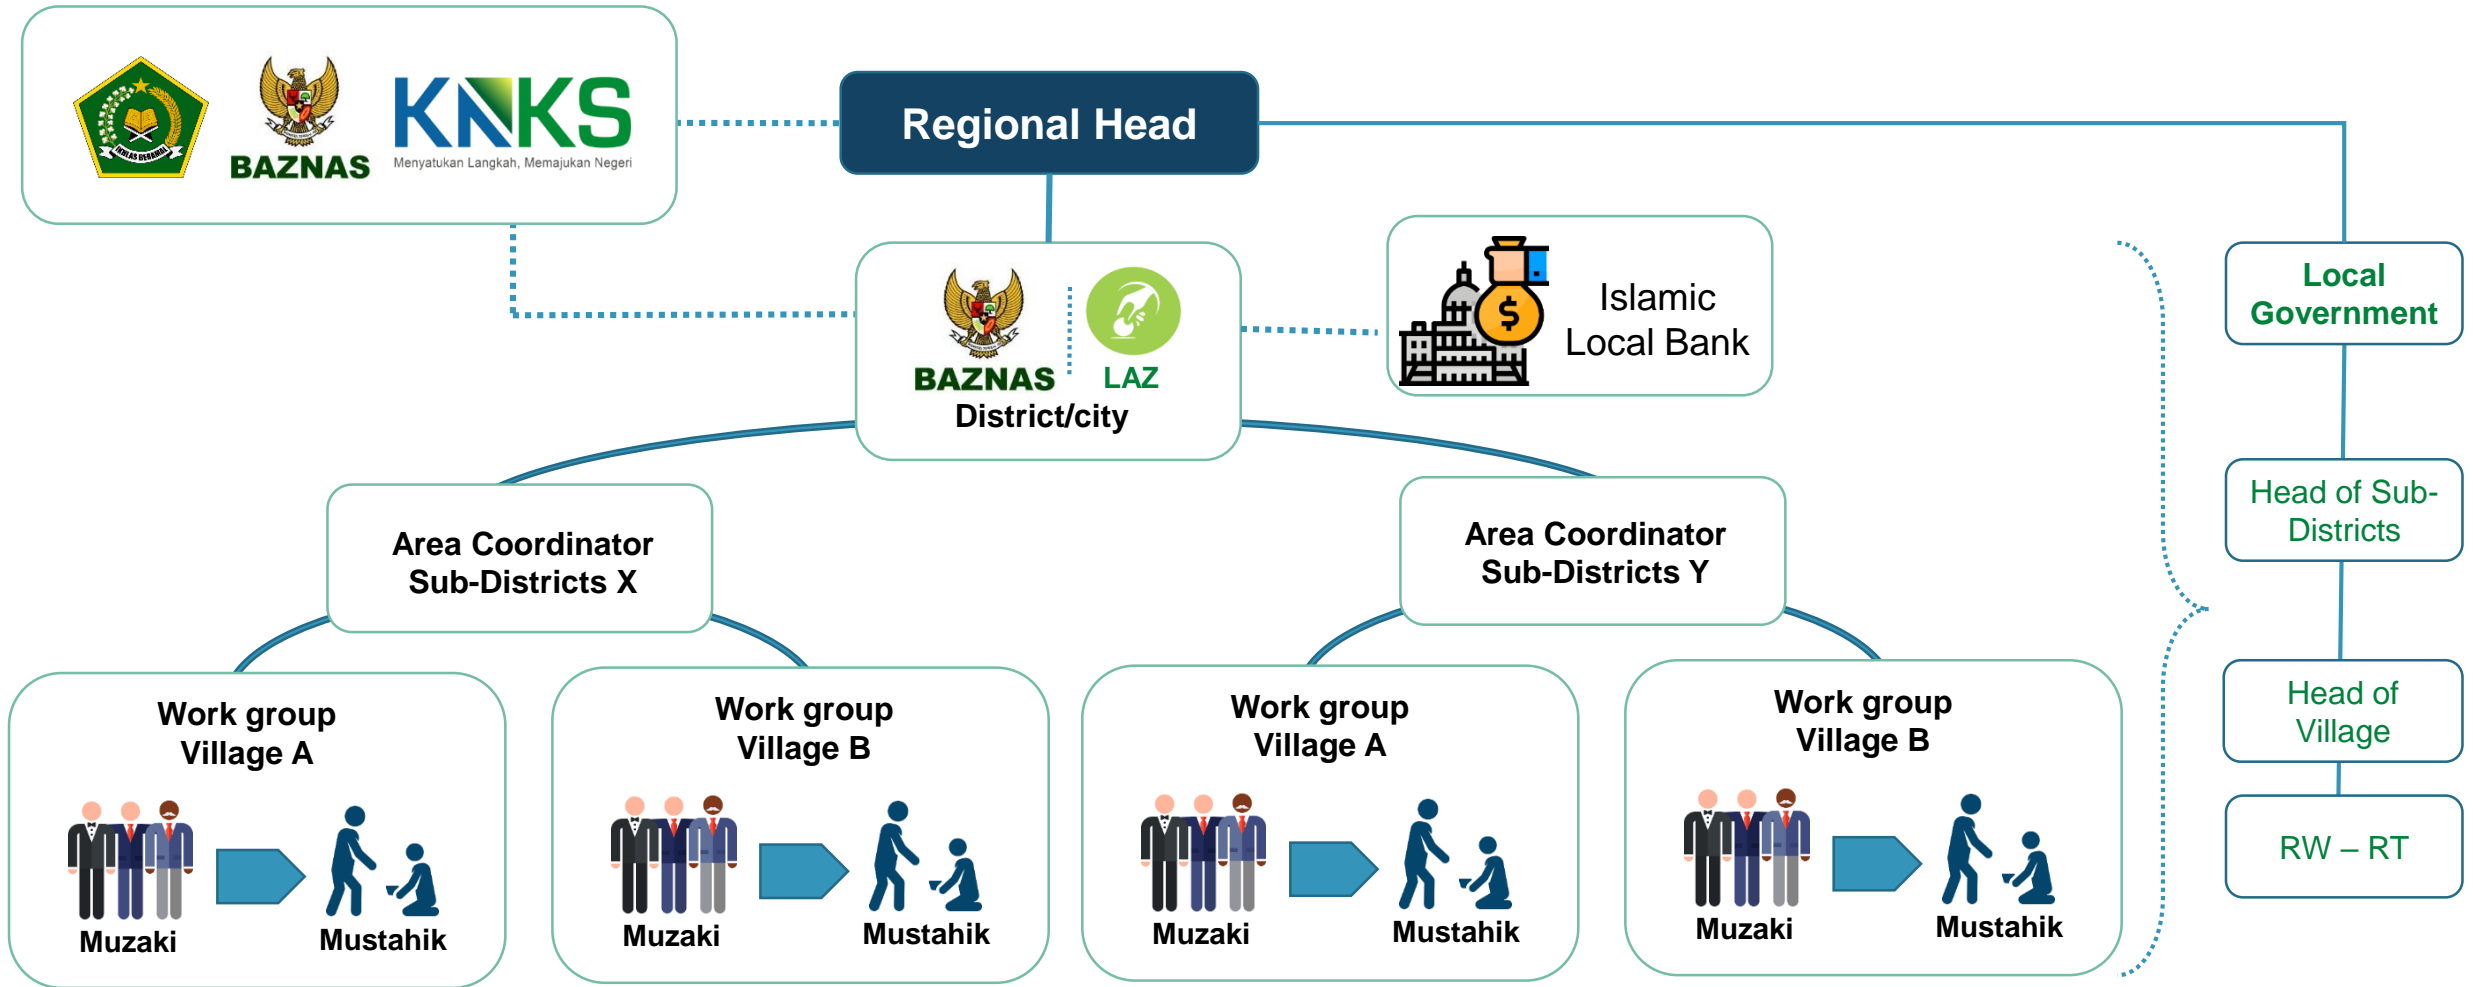 IKHLAS BERAMAL
BAZNAS
KNKS
Menyatukan Langkah, Memajukan Negeri
Regional Head
BAZNAS
LAZ
District/city
$
Islamic
Local Bank
Local
Government
Area Coordinator
Sub-Districts X
Area Coordinator
Sub-Districts Y
Head of Sub-
Districts
Work group
Village A
Muzaki
Mustahik
Work group
Village B
Muzaki
Mustahik
Work group
Village A
Muzaki
Mustahik
Work group
Village B
Muzaki
Mustahik
Head of
Village
RW – RT